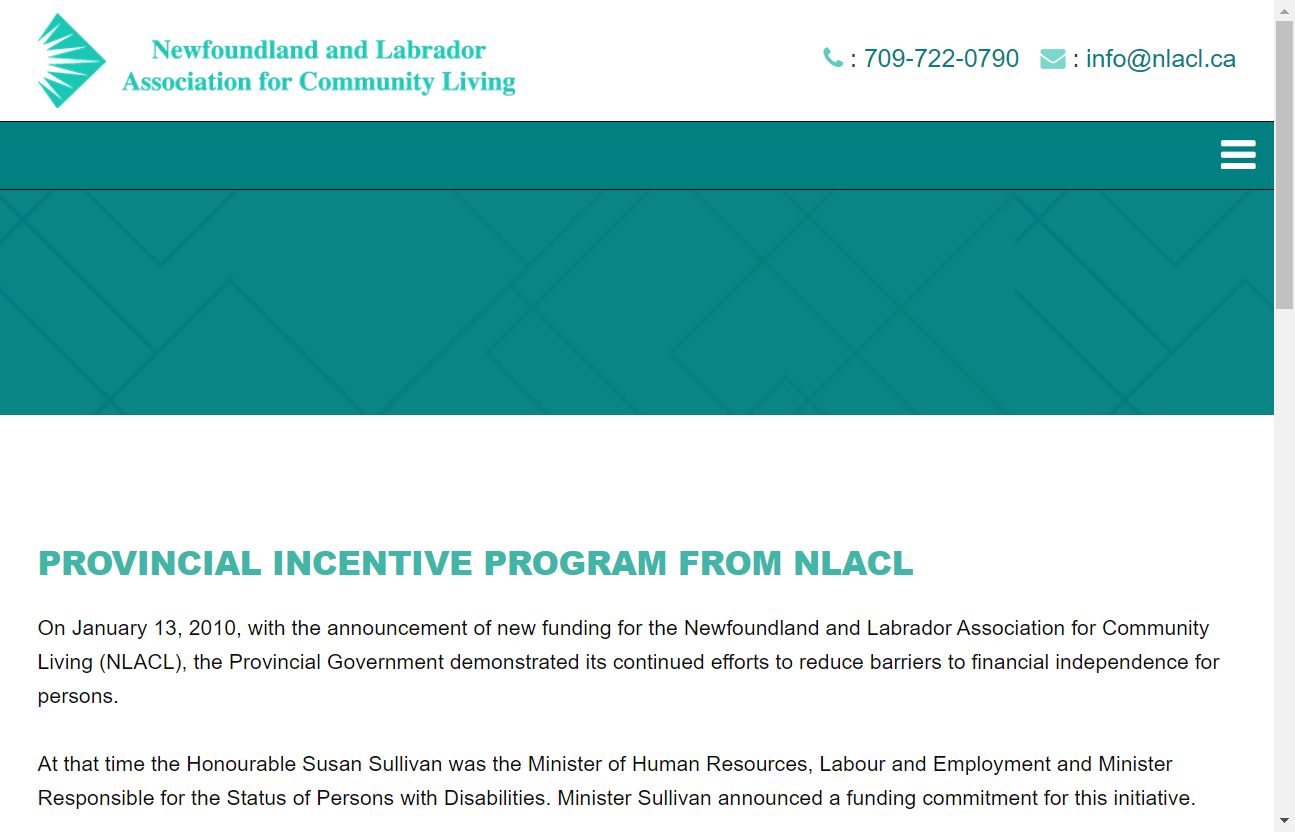 Newfoundland and Labrador
Association for Community Living
: 709-722-0790 : info@nlacl.ca
PROVINCIAL INCENTIVE PROGRAM FROM NLACL
On January 13, 2010, with the announcement of new funding for the Newfoundland and Labrador Association for Community
Living (NLACL), the Provincial Government demonstrated its continued efforts to reduce barriers to financial independence for
persons.
At that time the Honourable Susan Sullivan was the Minister of Human Resources, Labour and Employment and Minister
Responsible for the Status of Persons with Disabilities. Minister Sullivan announced a funding commitment for this initiative.